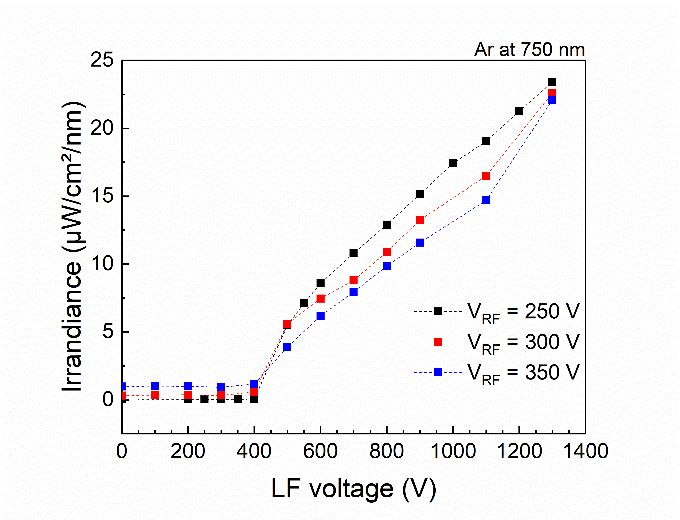 Ar at 750 nm
25
20
15
10
5
0
Irrandiance (μW/cm²/nm)
V_RF = 250 V
V_RF = 300 V
V_RF = 350 V
0 200 400 600 800 1000 1200 1400
LF voltage (V)